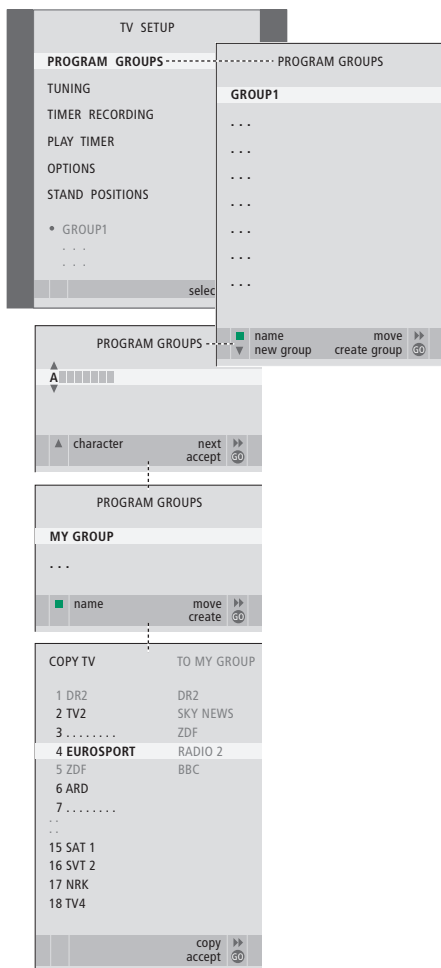 TV SETUP
PROGRAM GROUPS
TUNING
TIMER RECORDING
PLAY TIMER
OPTIONS
STAND POSITIONS
• GROUP1
. . .
. . .
selec
PROGRAM GROUPS
GROUP1
. . .
. . .
. . .
. . .
. . .
. . .
. . .
name move
new group create group GO
PROGRAM GROUPS
A
character next
accept GO
PROGRAM GROUPS
MY GROUP
. . .
name move
create GO
COPY TV TO MY GROUP
1 DR2 DR2
2 TV2 SKY NEWS
3 . . . . . . . . ZDF
4 EUROSPORT RADIO 2
5 ZDF BBC
6 ARD
7 . . . . . . . .
. .
. .
15 SAT 1
16 SVT 2
17 NRK
18 TV4
copy
accept GO